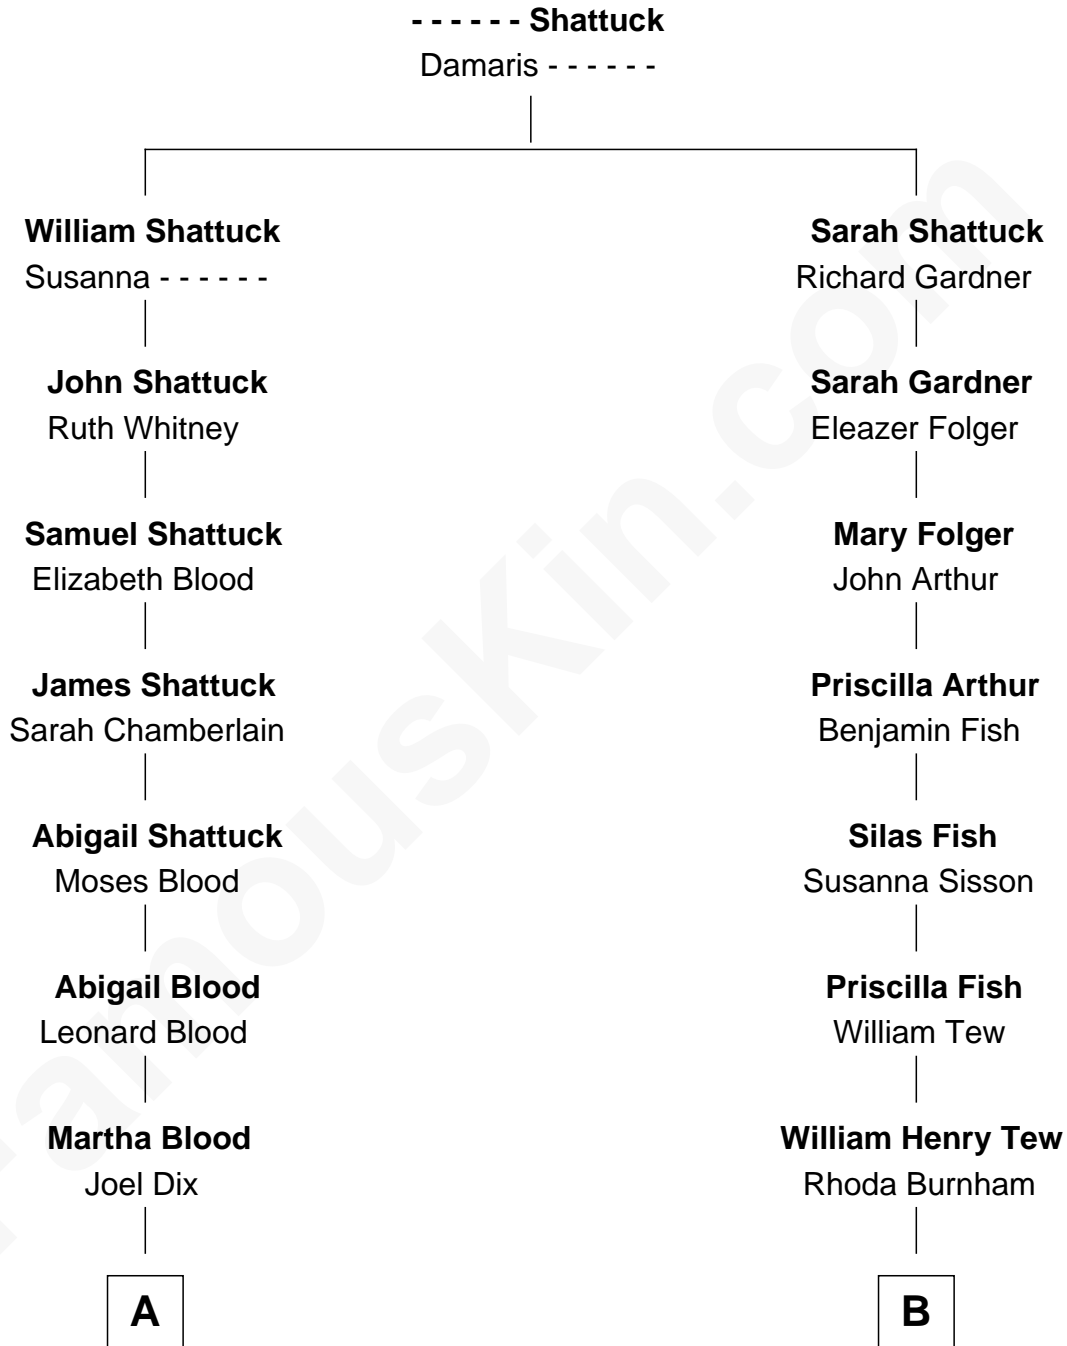 - - - - - - Shattuck
Damaris - - - - - -
William Shattuck
Susanna - - - - - -
Sarah Shattuck
Richard Gardner
John Shattuck
Ruth Whitney
Sarah Gardner
Eleazer Folger
Samuel Shattuck
Elizabeth Blood
Mary Folger
John Arthur
James Shattuck
Sarah Chamberlain
Priscilla Arthur
Benjamin Fish
Abigail Shattuck
Moses Blood
Silas Fish
Susanna Sisson
Abigail Blood
Leonard Blood
Priscilla Fish
William Tew
Martha Blood
Joel Dix
William Henry Tew
Rhoda Burnham
A
B
FamousKin.com